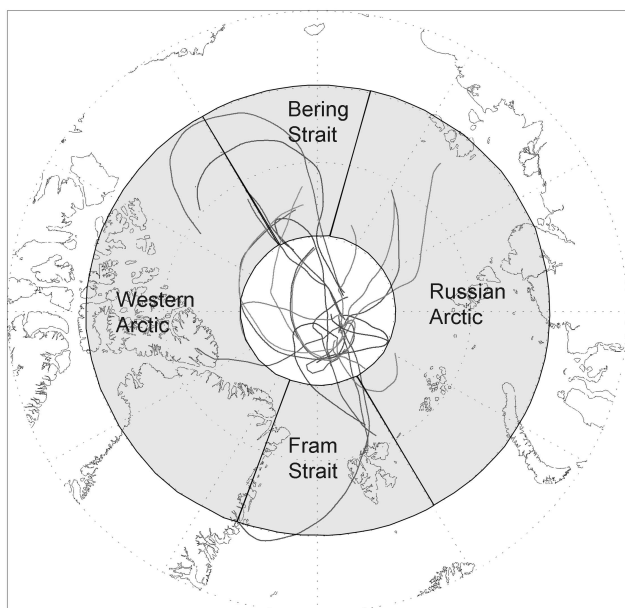 Bering
Strait
Western
Arctic
Russian
Arctic
Fram
Strait